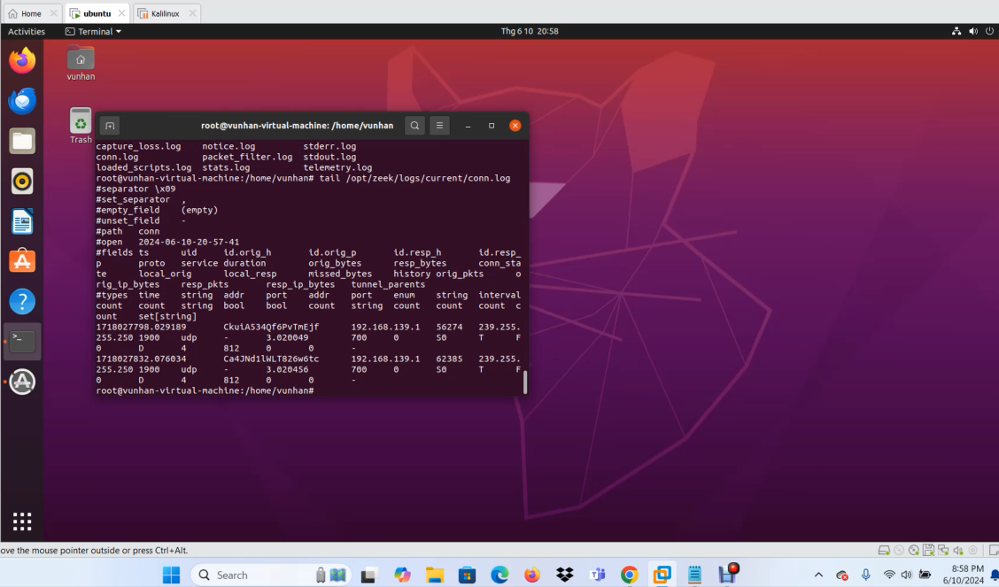 Home
ubuntu
Kalilinux
Activities
Terminal
Thg 6 10 20:58
vunhan
Trash
root@vunhan-virtual-machine: /home/vunhan
capture_loss.log notice.log stderr.log
conn.log packet_filter.log stdout.log
loaded_scripts.log stats.log telemetry.log
root@vunhan-virtual-machine:/home/vunhan# tail /opt/zeek/logs/current/conn.log
#separator \x09
#set_separator ,
#empty_field (empty)
#unset_field -
#path conn
#open 2024-06-10-20-57-41
#fields ts uid id.orig_h id.orig_p id.resp_h id.resp_
p proto service duration orig_bytes resp_bytes conn_sta
te local_orig local_resp missed_bytes history orig_pkts o
rig_ip_bytes resp_pkts resp_ip_bytes tunnel_parents
#types time string addr port addr port enum string interval
count count string bool bool count string count count count c
ount set[string]
1718027798.029189 CkuiA534Qf6PvTmEjf 192.168.139.1 56274 239.255.
255.250 1900 udp - 3.020049 700 0 S0 T F
0 D 4 812 0 0 -
1718027832.076034 Ca4JNd1lWLT826w6tc 192.168.139.1 62385 239.255.
255.250 1900 udp - 3.020456 700 0 S0 T F
0 D 4 812 0 0 -
root@vunhan-virtual-machine:/home/vunhan#
ove the mouse pointer outside or press Ctrl+Alt.
Search
8:58 PM
6/10/2024